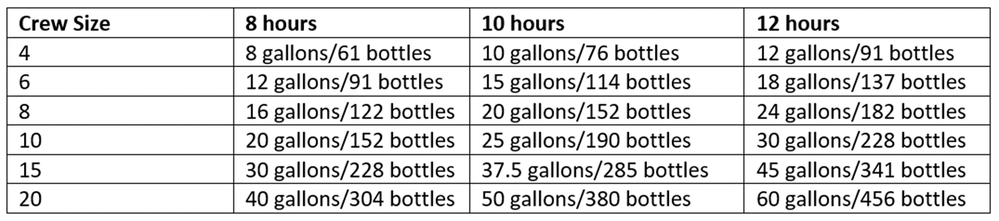 Crew Size 8 hours 10 hours 12 hours
4 8 gallons/61 bottles 10 gallons/76 bottles 12 gallons/91 bottles
6 12 gallons/91 bottles 15 gallons/114 bottles 18 gallons/137 bottles
8 16 gallons/122 bottles 20 gallons/152 bottles 24 gallons/182 bottles
10 20 gallons/152 bottles 25 gallons/190 bottles 30 gallons/228 bottles
15 30 gallons/228 bottles 37.5 gallons/285 bottles 45 gallons/341 bottles
20 40 gallons/304 bottles 50 gallons/380 bottles 60 gallons/456 bottles